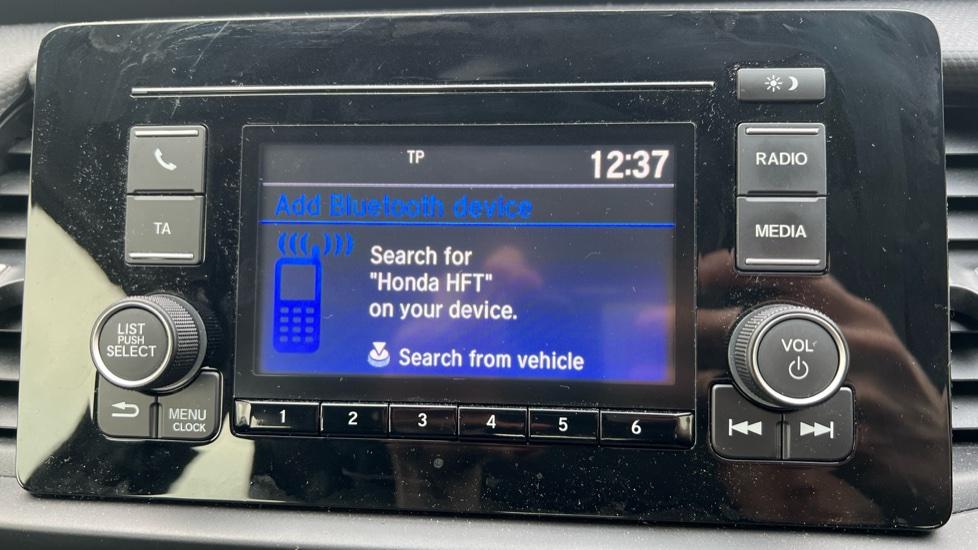 TP
12:37
Add Bluetooth device
Search for
"Honda HFT"
on your device.
Search from vehicle
TA
LIST
PUSH
SELECT
MENU
CLOCK
1
2
3
4
5
6
RADIO
MEDIA
VOL